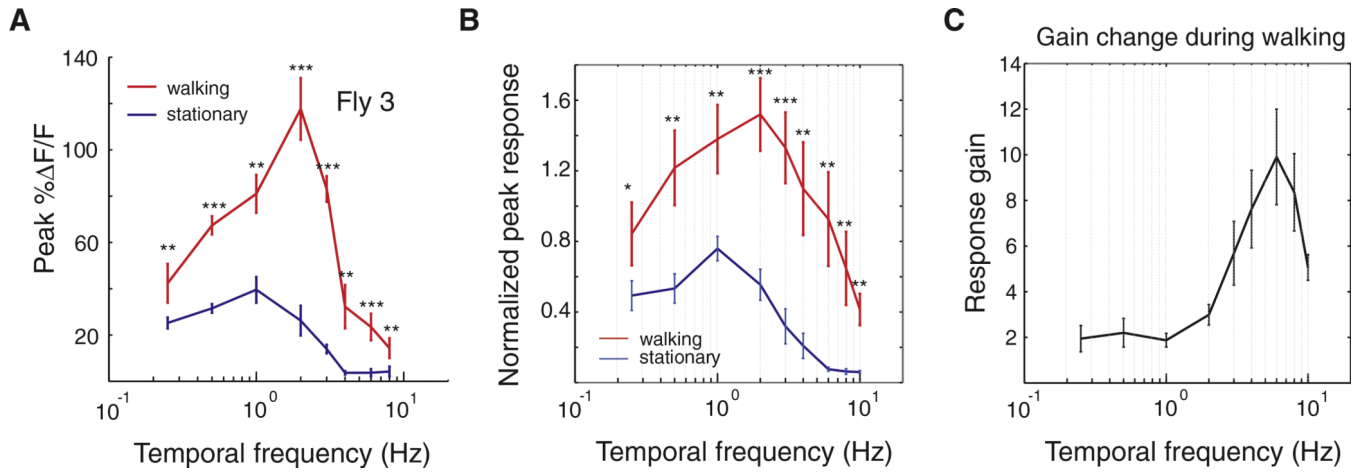 A
140
100
60
20
Peak %ΔF/F
walking
stationary
Fly 3
**
***
**
***
***
**
***
**
10-1
100
101
Temporal frequency (Hz)
B
1.6
1.2
0.8
0.4
Normalized peak response
*
**
**
***
***
**
**
**
**
walking
stationary
10-1
100
101
Temporal frequency (Hz)
C
Gain change during walking
14
12
10
8
6
4
2
0
Response gain
10-1
100
101
Temporal frequency (Hz)